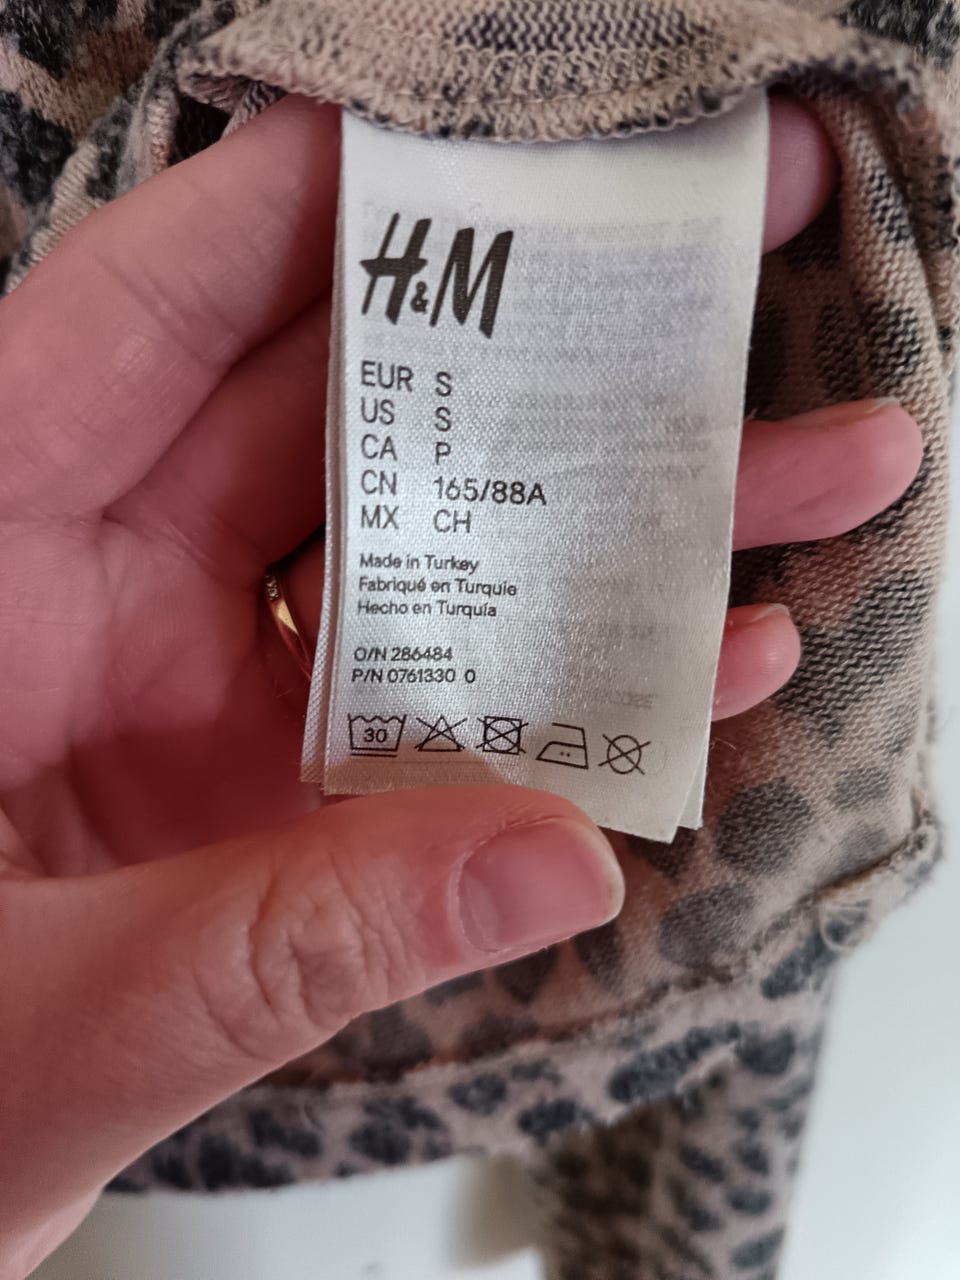 H&M
EUR S
US S
CA P
CN 165/88A
MX CH
Made in Turkey
Fabriqué en Turquie
Hecho en Turquía
O/N 286484
P/N 0761330 0
30